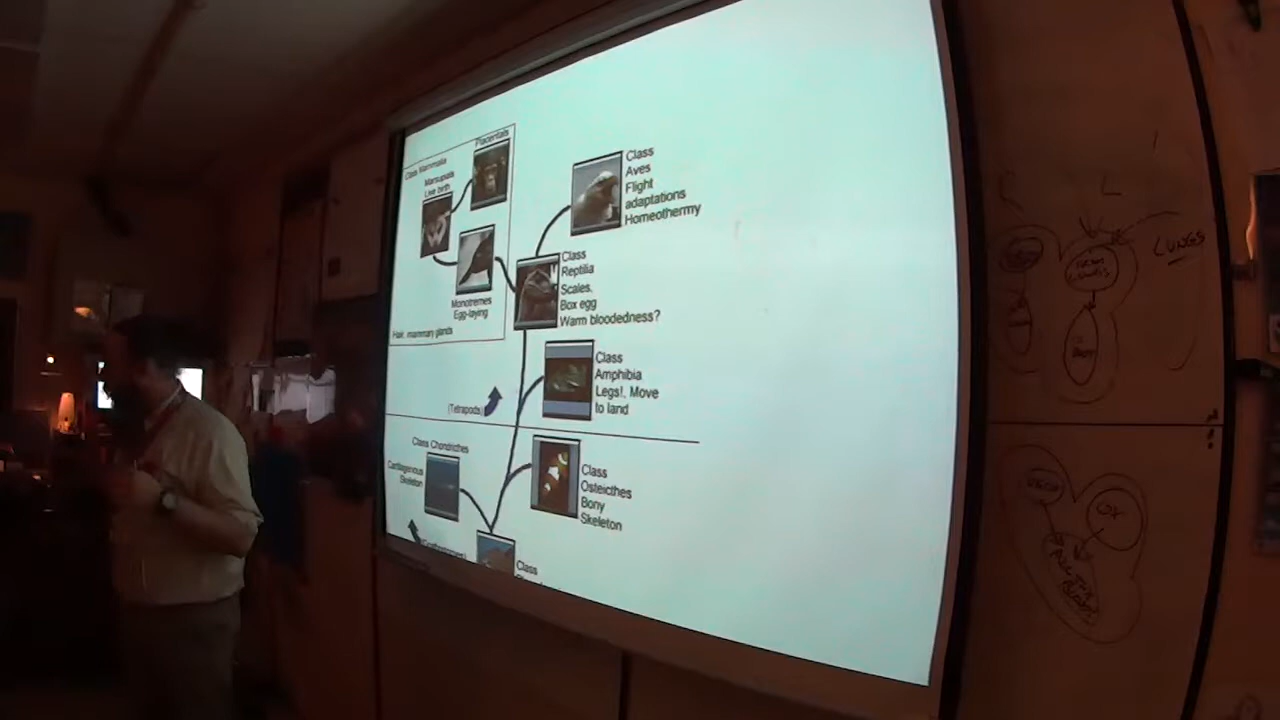 Placentals
Class Mammalia
Marsupials
Live birth
Monotremes
Egg-laying
Hair, mammary glands
Class
Aves
Flight
adaptations
Homeothermy
Class
Reptilia
Scales,
Box egg
Warm bloodedness?
Class
Amphibia
Legs!, Move
to land
(Tetrapods)
Class Chondricthes
Cartilagenous
Skeleton
Class
Osteicthes
Bony
Skeleton
Class
L
LUNGS